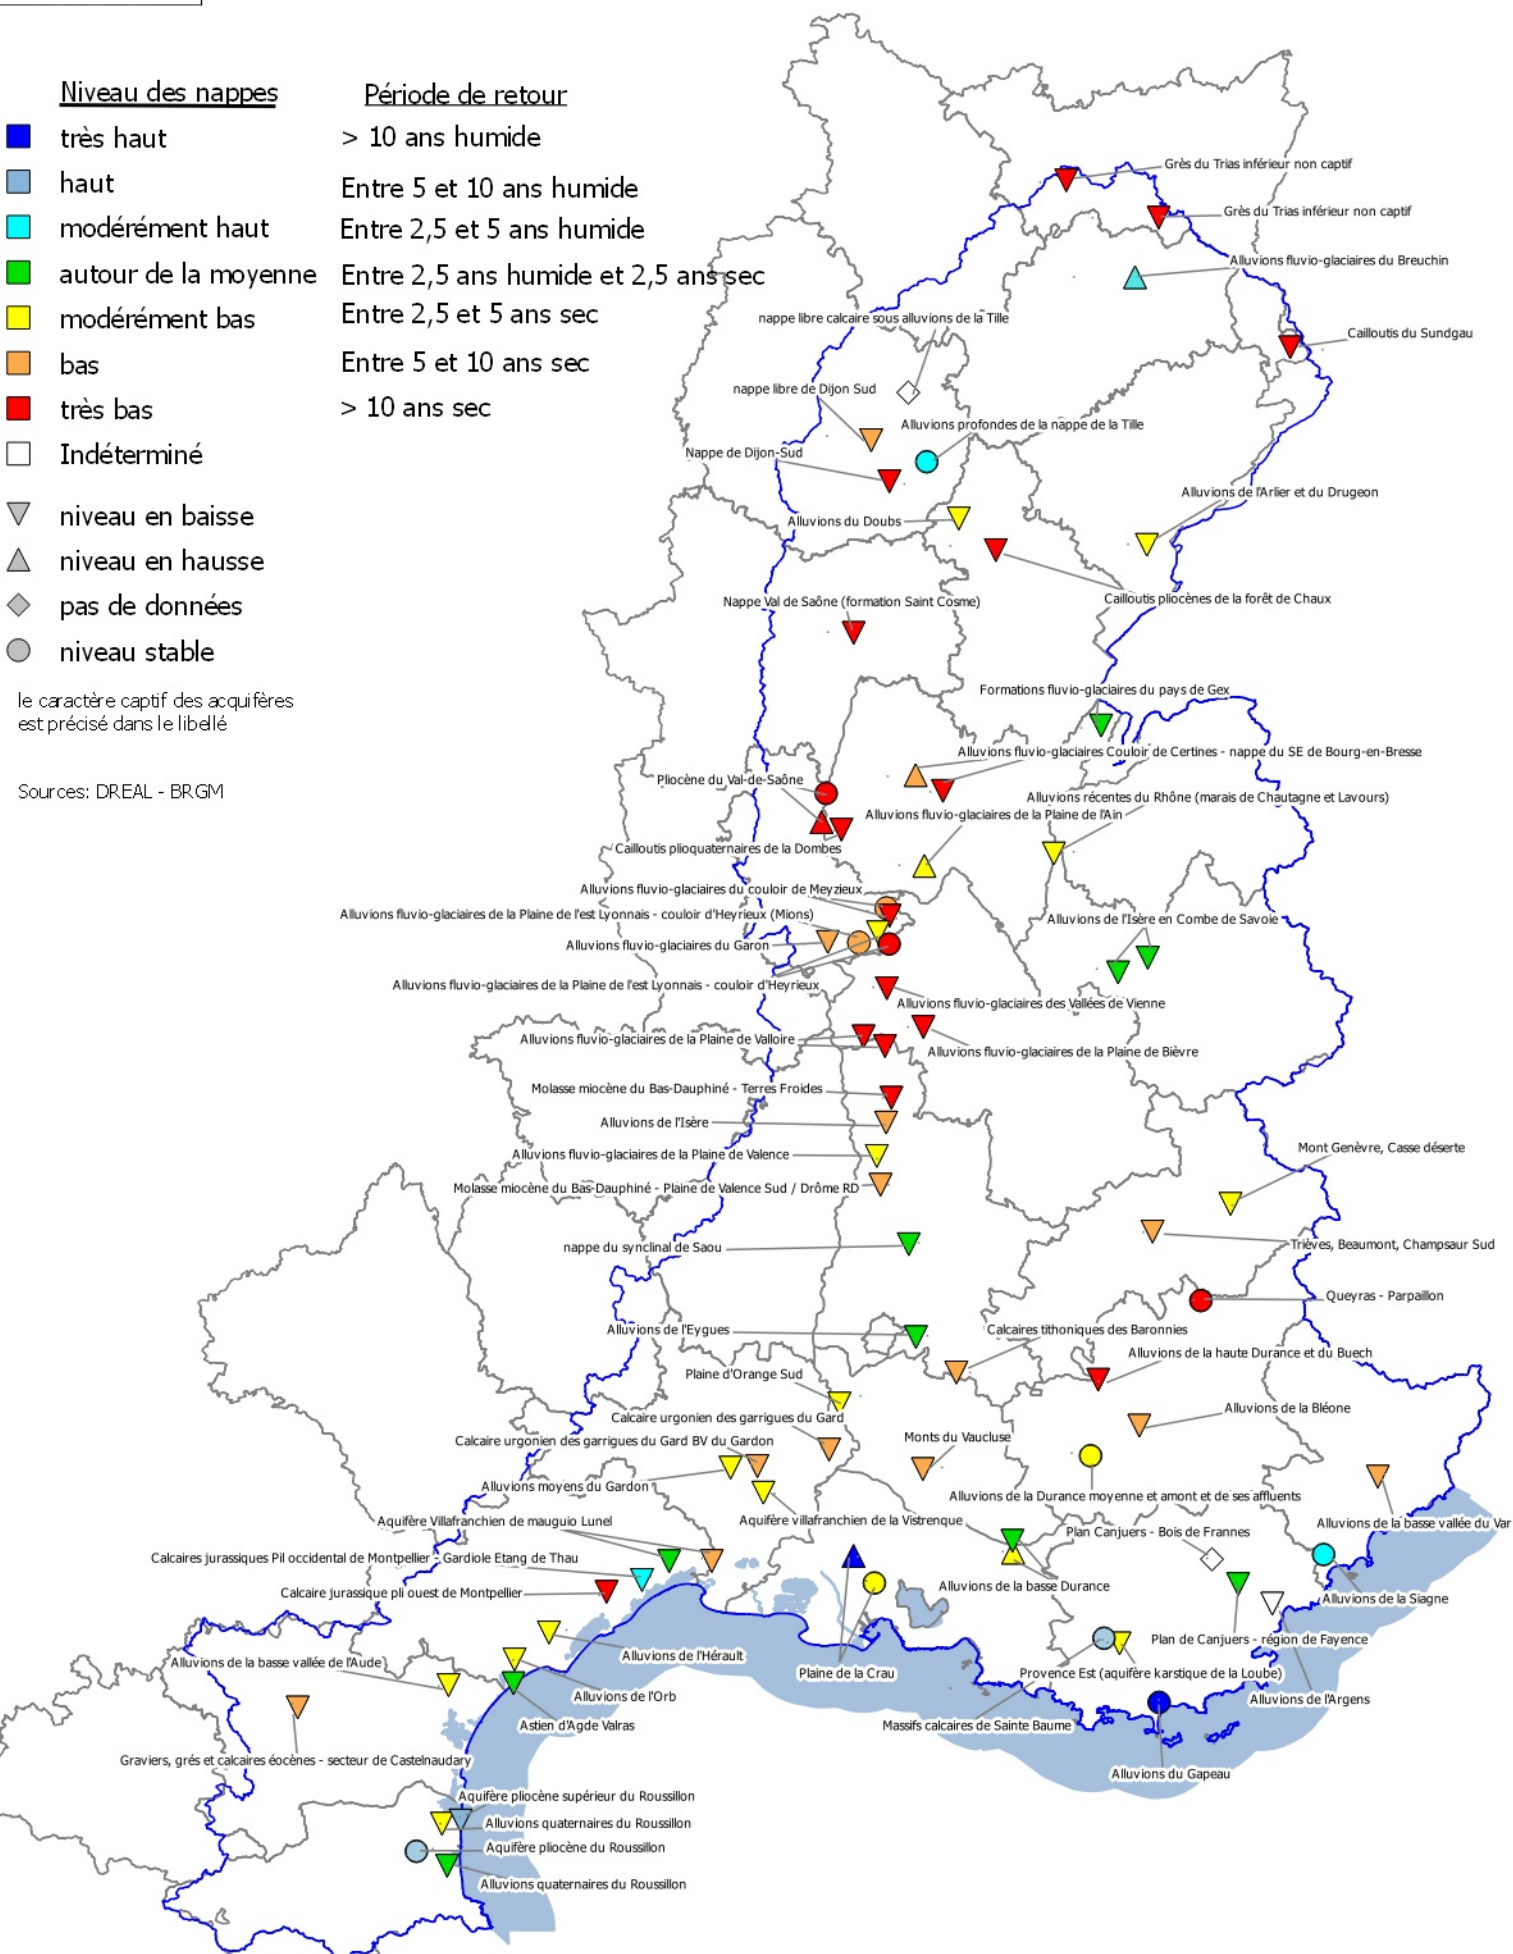 Niveau des nappes
Période de retour
très haut
> 10 ans humide
haut
Entre 5 et 10 ans humide
modérément haut
Entre 2,5 et 5 ans humide
autour de la moyenne
Entre 2,5 ans humide et 2,5 ans sec
modérément bas
Entre 2,5 et 5 ans sec
bas
Entre 5 et 10 ans sec
très bas
> 10 ans sec
Indéterminé
niveau en baisse
niveau en hausse
pas de données
niveau stable
le caractère captif des acquifères
est précisé dans le libellé
Sources: DREAL - BRGM
Grès du Trias inférieur non captif
Grès du Trias inférieur non captif
Alluvions fluvio-glaciaires du Breuchin
nappe libre calcaire sous alluvions de la Tille
Cailloutis du Sundgau
nappe libre de Dijon Sud
Alluvions profondes de la nappe de la Tille
Nappe de Dijon-Sud
Alluvions de l'Arlier et du Drugeon
Alluvions du Doubs
Cailloutis pliocènes de la forêt de Chaux
Nappe Val de Saône (formation Saint Cosme)
Formations fluvio-glaciaires du pays de Gex
Alluvions fluvio-glaciaires Couloir de Certines - nappe du SE de Bourg-en-Bresse
Pliocène du Val-de-Saône
Alluvions récentes du Rhône (marais de Chautagne et Lavours)
Alluvions fluvio-glaciaires de la Plaine de l'Ain
Cailloutis plioquaternaires de la Dombes
Alluvions fluvio-glaciaires du couloir de Meyzieux
Alluvions fluvio-glaciaires de la Plaine de l'est Lyonnais - couloir d'Heyrieux (Mions)
Alluvions de l'Isère en Combe de Savoie
Alluvions fluvio-glaciaires du Garon
Alluvions fluvio-glaciaires de la Plaine de l'est Lyonnais - couloir d'Heyrieux
Alluvions fluvio-glaciaires des Vallées de Vienne
Alluvions fluvio-glaciaires de la Plaine de Valloire
Alluvions fluvio-glaciaires de la Plaine de Bièvre
Molasse miocène du Bas-Dauphiné - Terres Froides
Alluvions de l'Isère
Mont Genèvre, Casse déserte
Alluvions fluvio-glaciaires de la Plaine de Valence
Molasse miocène du Bas-Dauphiné - Plaine de Valence Sud / Drôme RD
nappe du synclinal de Saou
Trièves, Beaumont, Champsaur Sud
Queyras - Parpaillon
Alluvions de l'Eygues
Calcaires tithoniques des Baronnies
Alluvions de la haute Durance et du Buech
Plaine d'Orange Sud
Alluvions de la Bléone
Calcaire urgonien des garrigues du Gard
Calcaire urgonien des garrigues du Gard BV du Gardon
Monts du Vaucluse
Alluvions moyens du Gardon
Alluvions de la Durance moyenne et amont et de ses affluents
Aquifère Villafranchien de mauguio Lunel
Aquifère villafranchien de la Vistrenque
Alluvions de la basse vallée du Var
Plan Canjuers - Bois de Frannes
Calcaires jurassiques Pil occidental de Montpellier - Gardiole Etang de Thau
Alluvions de la basse Durance
Calcaire jurassique pli ouest de Montpellier
Alluvions de la Siagne
Plan de Canjuers - région de Fayence
Alluvions de l'Hérault
Alluvions de la basse vallée de l'Aude
Plaine de la Crau
Provence Est (aquifère karstique de la Loube)
Alluvions de l'Orb
Alluvions de l'Argens
Astien d'Agde Valras
Massifs calcaires de Sainte Baume
Graviers, grés et calcaires éocènes - secteur de Castelnaudary
Alluvions du Gapeau
Aquifère pliocène supérieur du Roussillon
Alluvions quaternaires du Roussillon
Aquifère pliocène du Roussillon
Alluvions quaternaires du Roussillon